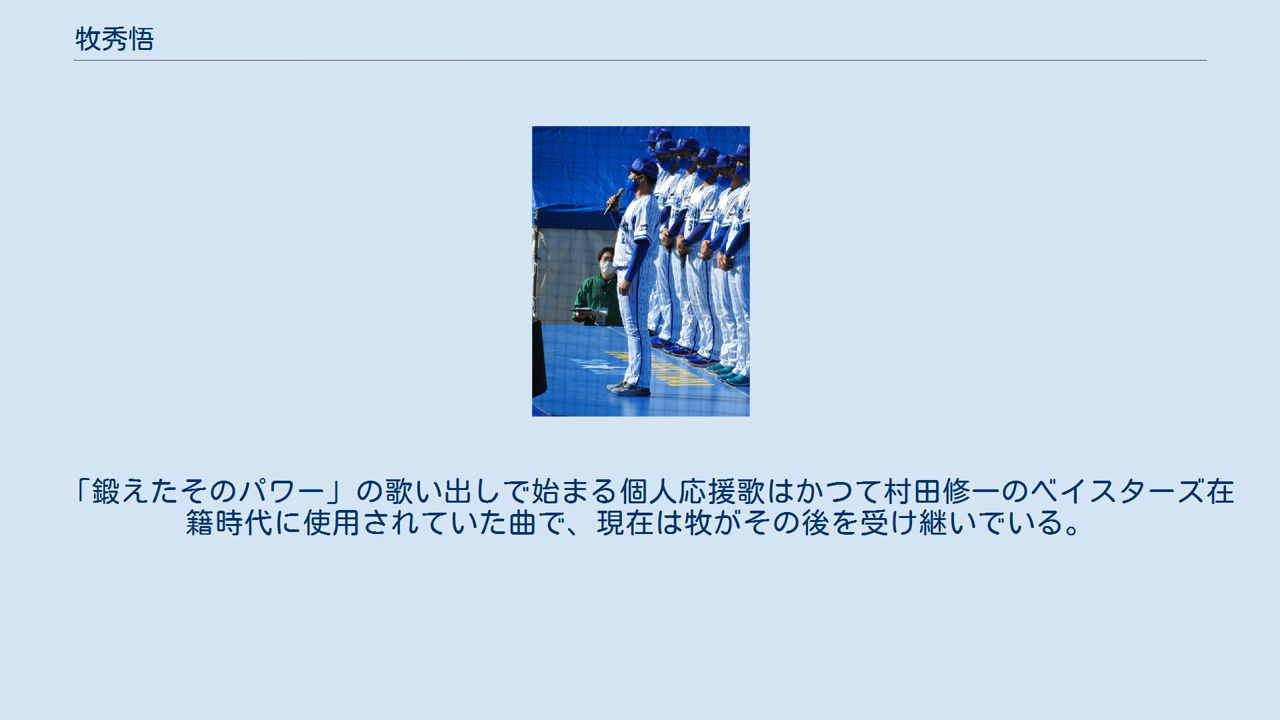 牧秀悟
「鍛えたそのパワー」の歌い出しで始まる個人応援歌はかつて村田修一のベイスターズ在
籍時代に使用されていた曲で、現在は牧がその後を受け継いでいる。